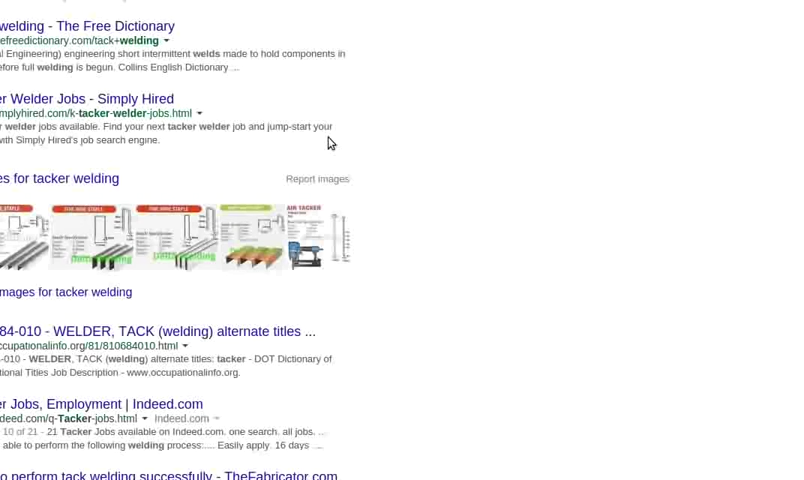 welding - The Free Dictionary
efreedictionary.com/tack+welding
al Engineering) engineering short intermittent welds made to hold components in
efore full welding is begun. Collins English Dictionary ...
er Welder Jobs - Simply Hired
mplyhired.com/k-tacker-welder-jobs.html
r welder jobs available. Find your next tacker welder job and jump-start your
with Simply Hired's job search engine.
es for tacker welding
Report images
FINE WIRE STAPLE
AIR TACKER
mages for tacker welding
84-010 - WELDER, TACK (welding) alternate titles ...
ccupationalinfo.org/81/810684010.html
-010 - WELDER, TACK (welding) alternate titles: tacker - DOT Dictionary of
tional Titles Job Description - www.occupationalinfo.org.
er Jobs, Employment | Indeed.com
deed.com/q-Tacker-jobs.html Indeed.com
10 of 21 - 21 Tacker Jobs available on Indeed.com. one search. all jobs. ...
able to perform the following welding process:.... Easily apply. 16 days ...
o perform tack welding successfully - TheFabricator.com